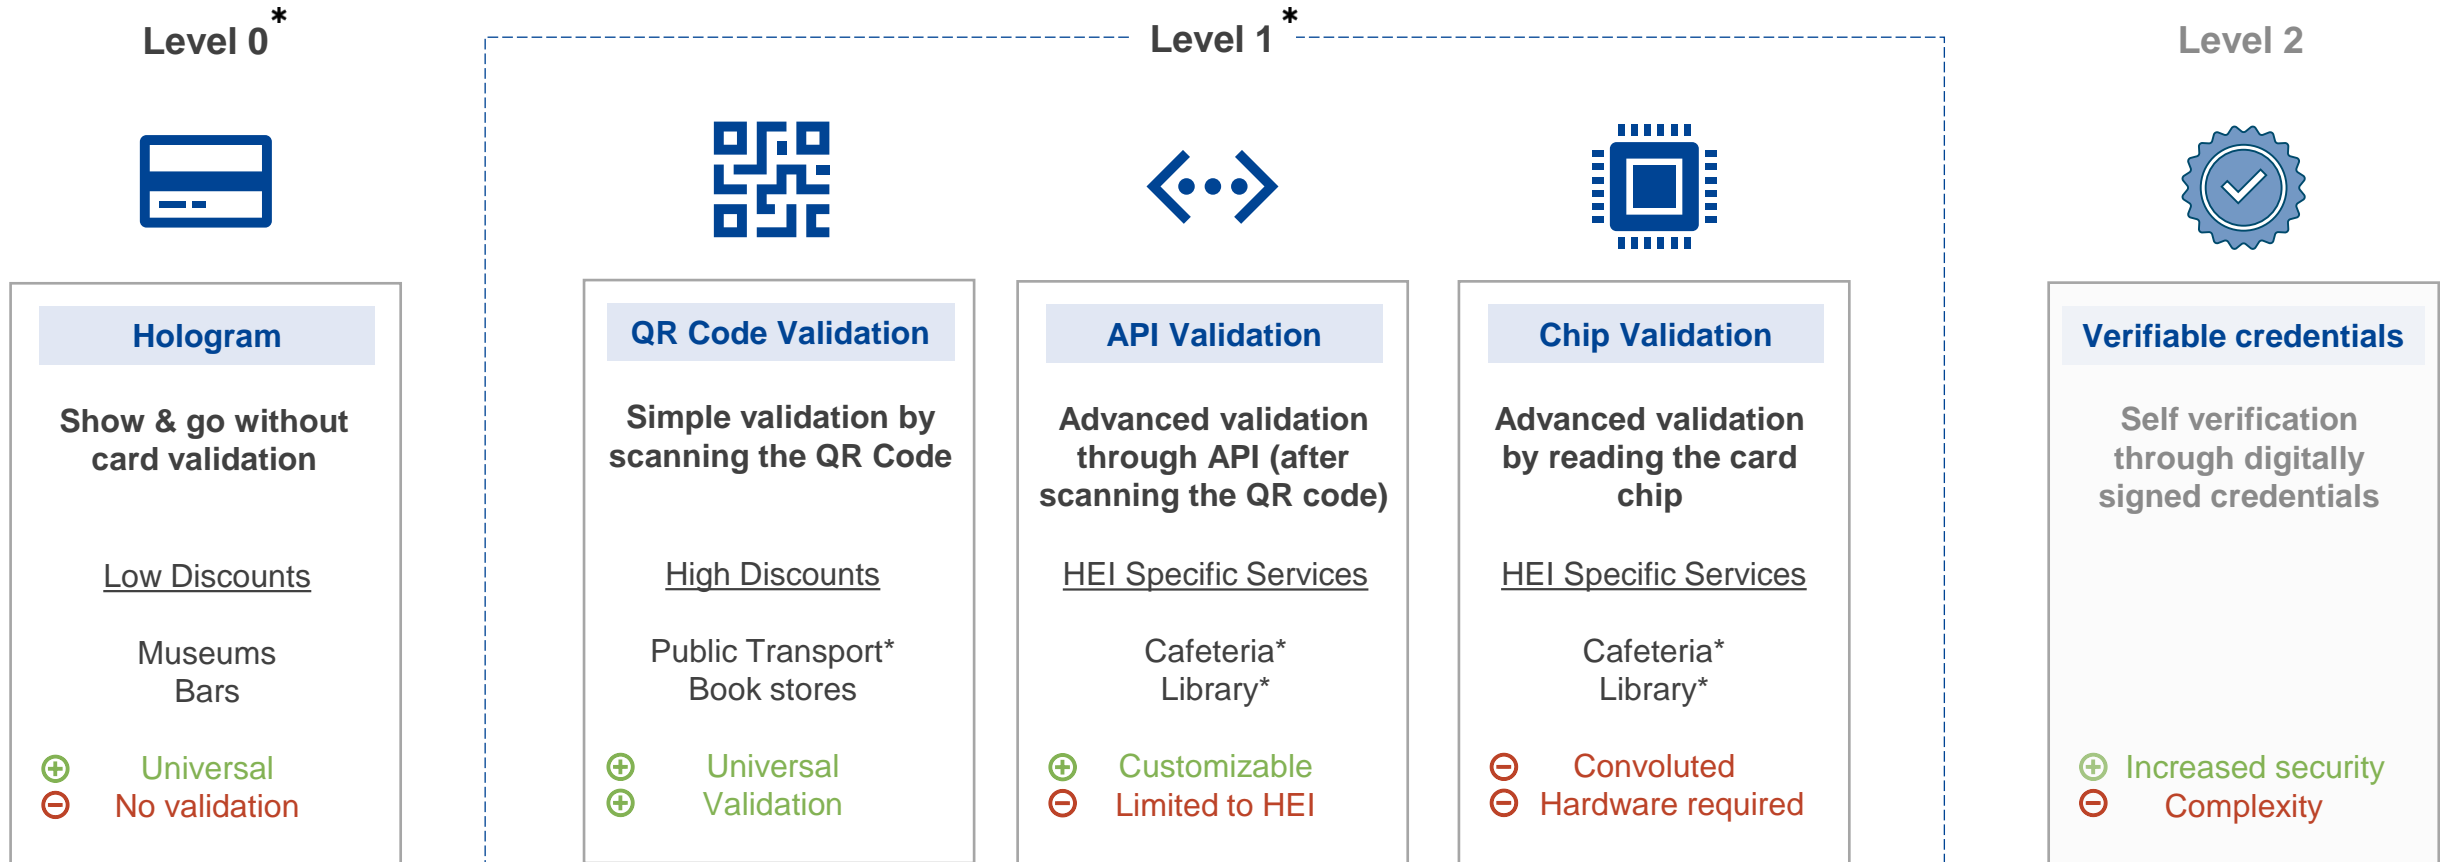 Level 0*
Level 1*
Level 2
Hologram
Show & go without
card validation
Low Discounts
Museums
Bars
Universal
No validation
QR Code Validation
Simple validation by
scanning the QR Code
High Discounts
Public Transport*
Book stores
Universal
Validation
API Validation
Advanced validation
through API (after
scanning the QR code)
HEI Specific Services
Cafeteria*
Library*
Customizable
Limited to HEI
Chip Validation
Advanced validation
by reading the card
chip
HEI Specific Services
Cafeteria*
Library*
Convoluted
Hardware required
Verifiable credentials
Self verification
through digitally
signed credentials
Increased security
Complexity